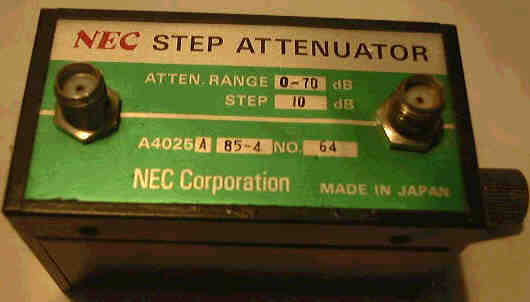 NEC STEP ATTENUATOR
ATTEN. RANGE 0-70 dB
STEP 10 dB
A4025A 85-4 NO. 64
NEC Corporation MADE IN JAPAN